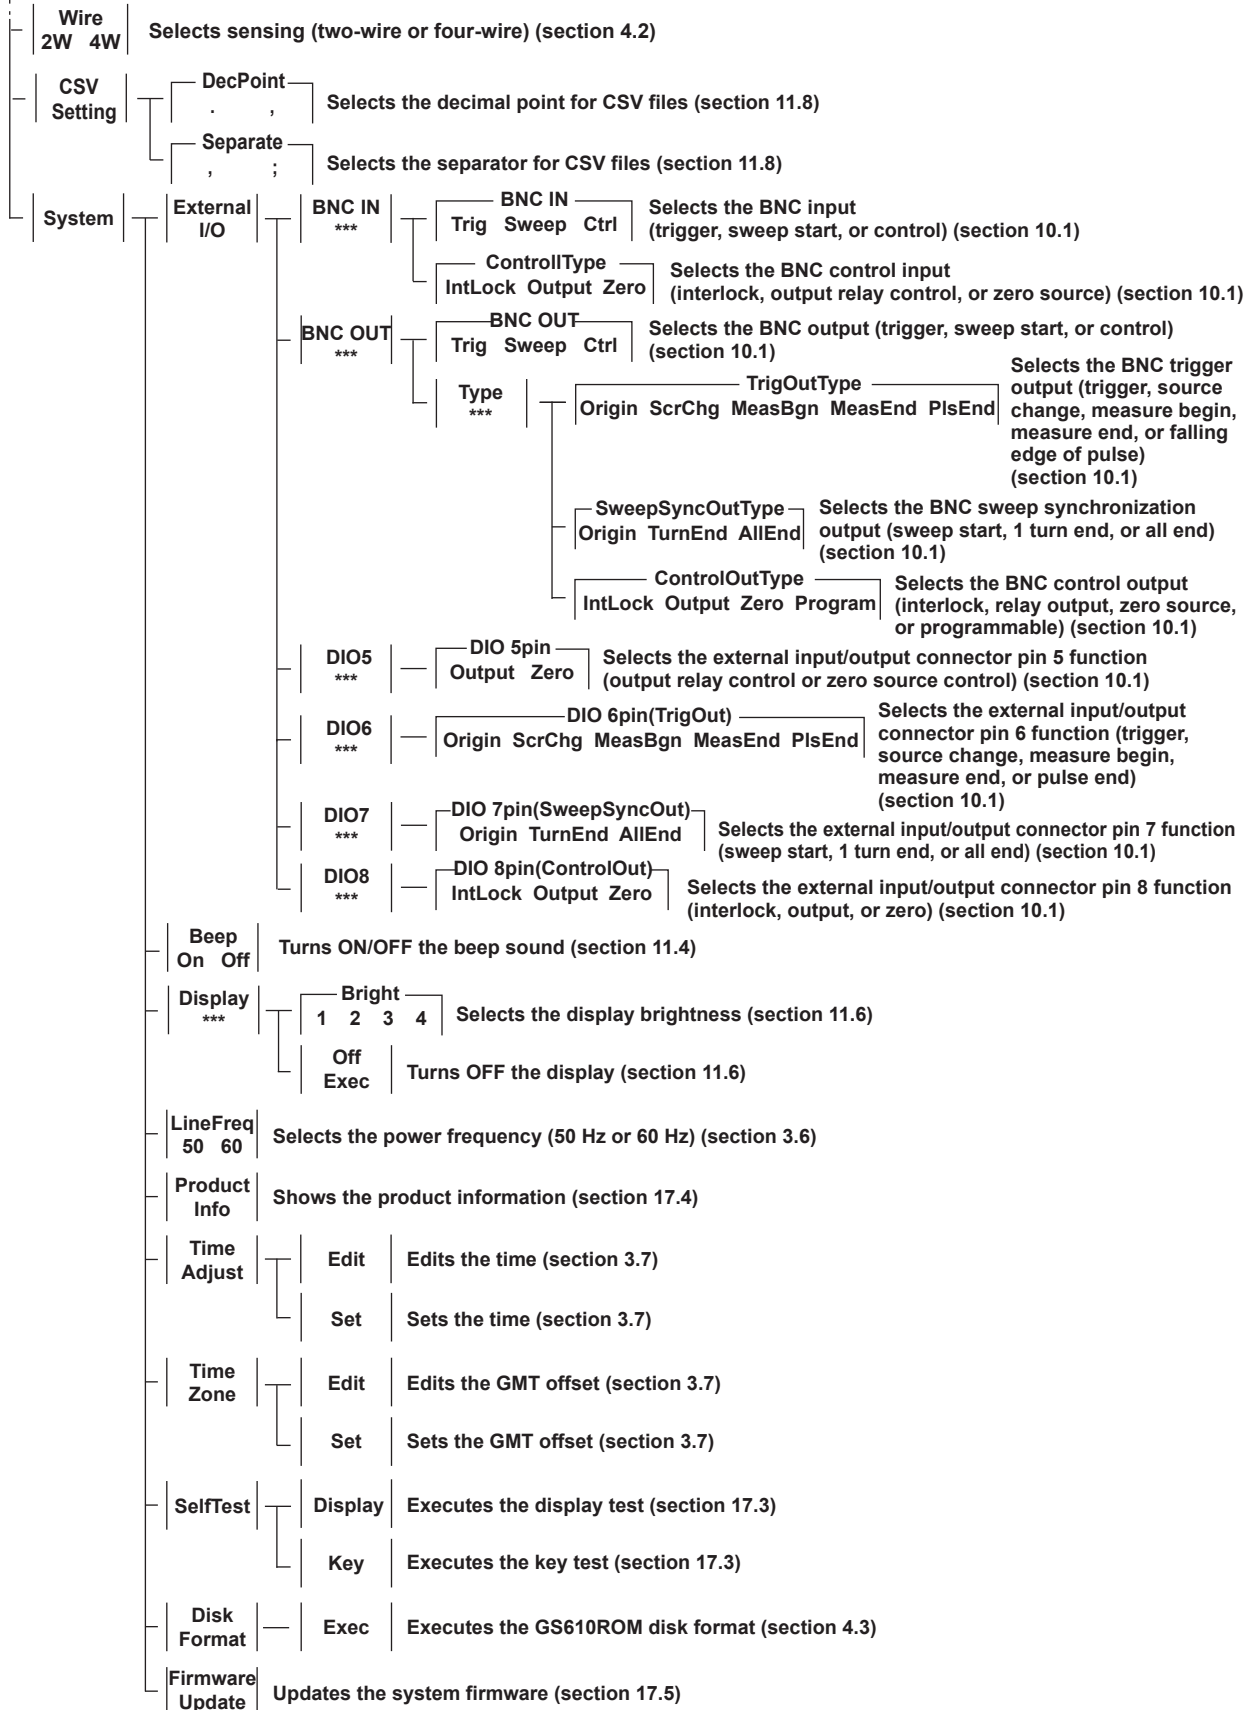 Wire
2W 4W
Selects sensing (two-wire or four-wire) (section 4.2)
CSV
Setting
DecPoint
. ,
Selects the decimal point for CSV files (section 11.8)
Separate
, ;
Selects the separator for CSV files (section 11.8)
System
External
I/O
BNC IN
***
BNC IN
Trig Sweep Ctrl
Selects the BNC input
(trigger, sweep start, or control) (section 10.1)
ControllType
IntLock Output Zero
Selects the BNC control input
(interlock, output relay control, or zero source) (section 10.1)
BNC OUT
***
BNC OUT
Trig Sweep Ctrl
Selects the BNC output (trigger, sweep start, or control)
(section 10.1)
Type
***
TrigOutType
Origin ScrChg MeasBgn MeasEnd PlsEnd
Selects the BNC trigger
output (trigger, source
change, measure begin,
measure end, or falling
edge of pulse)
(section 10.1)
SweepSyncOutType
Origin TurnEnd AllEnd
Selects the BNC sweep synchronization
output (sweep start, 1 turn end, or all end)
(section 10.1)
ControlOutType
IntLock Output Zero Program
Selects the BNC control output
(interlock, relay output, zero source,
or programmable) (section 10.1)
DIO5
***
DIO 5pin
Output Zero
Selects the external input/output connector pin 5 function
(output relay control or zero source control) (section 10.1)
DIO6
***
DIO 6pin(TrigOut)
Origin ScrChg MeasBgn MeasEnd PlsEnd
Selects the external input/output
connector pin 6 function (trigger,
source change, measure begin,
measure end, or pulse end)
(section 10.1)
DIO7
***
DIO 7pin(SweepSyncOut)
Origin TurnEnd AllEnd
Selects the external input/output connector pin 7 function
(sweep start, 1 turn end, or all end) (section 10.1)
DIO8
***
DIO 8pin(ControlOut)
IntLock Output Zero
Selects the external input/output connector pin 8 function
(interlock, output, or zero) (section 10.1)
Beep
On Off
Turns ON/OFF the beep sound (section 11.4)
Display
***
Bright
1 2 3 4
Selects the display brightness (section 11.6)
Off
Exec
Turns OFF the display (section 11.6)
LineFreq
50 60
Selects the power frequency (50 Hz or 60 Hz) (section 3.6)
Product
Info
Shows the product information (section 17.4)
Time
Adjust
Edit
Edits the time (section 3.7)
Set
Sets the time (section 3.7)
Time
Zone
Edit
Edits the GMT offset (section 3.7)
Set
Sets the GMT offset (section 3.7)
SelfTest
Display
Executes the display test (section 17.3)
Key
Executes the key test (section 17.3)
Disk
Format
Exec
Executes the GS610ROM disk format (section 4.3)
Firmware
Update
Updates the system firmware (section 17.5)